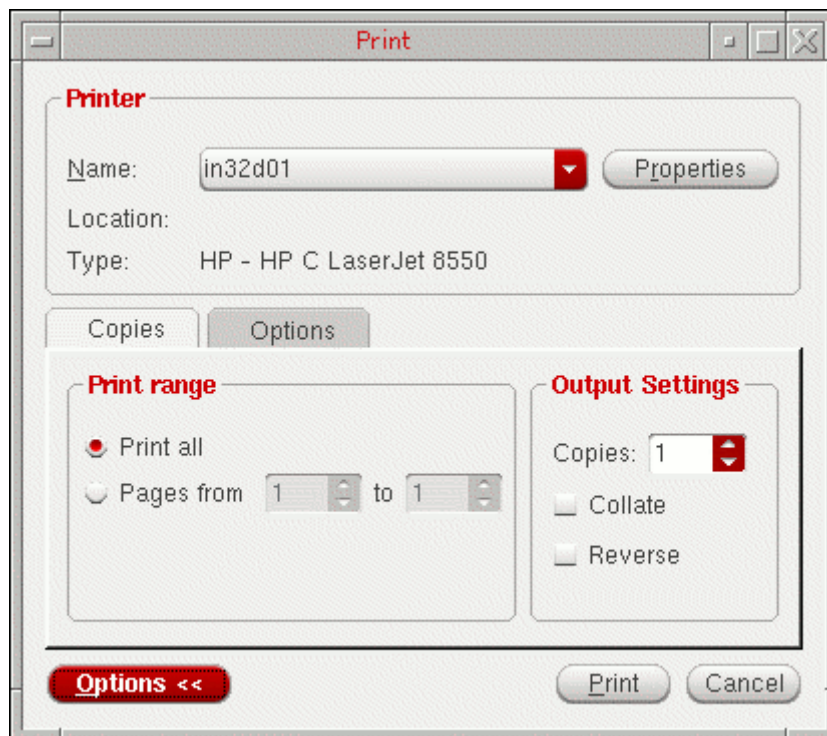 Print
Printer
Name: in32d01 Properties
Location:
Type: HP - HP C LaserJet 8550
Copies Options
Print range
Print all
Pages from 1 to 1
Output Settings
Copies: 1
Collate
Reverse
Options << Print Cancel